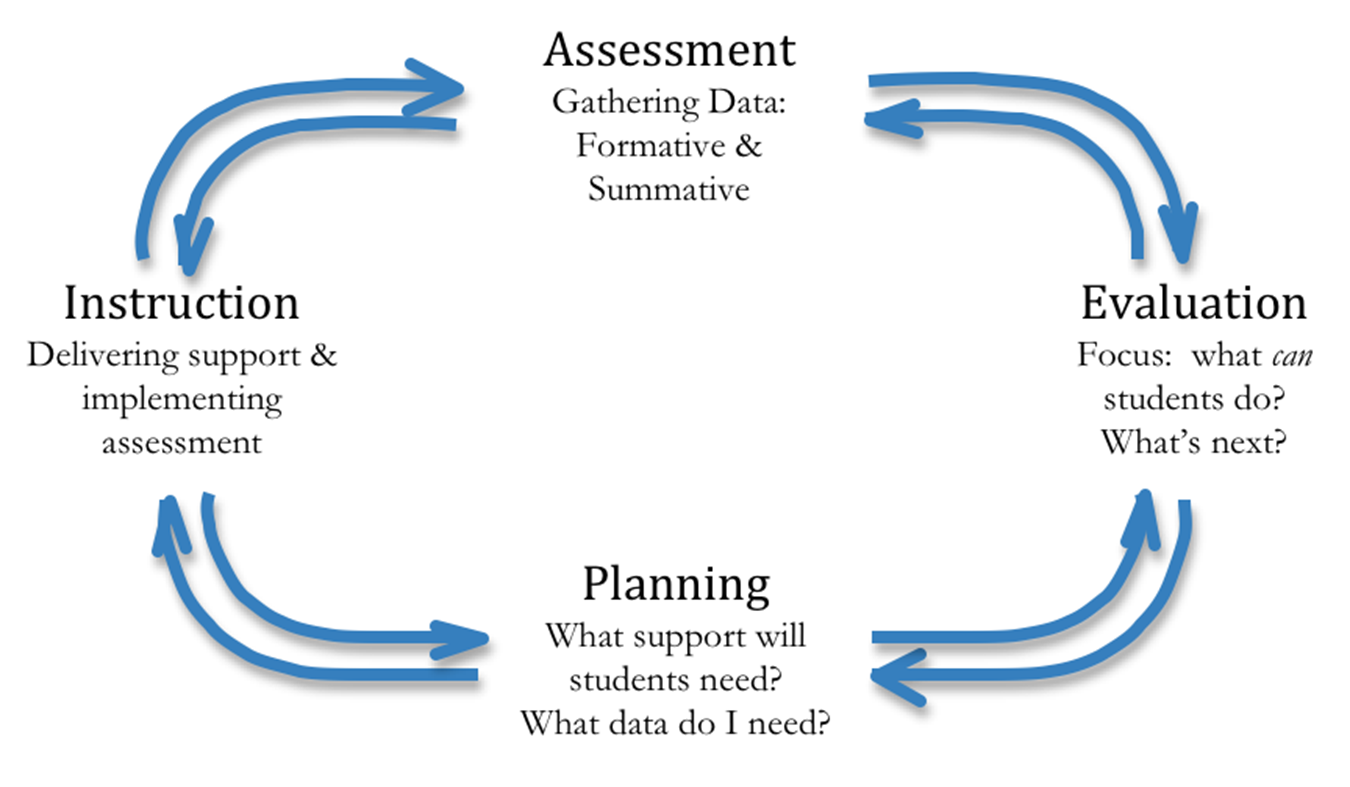 Assessment
Gathering Data:
Formative &
Summative
Instruction
Delivering support &
implementing
assessment
Evaluation
Focus:  what can
students do?
What’s next?
Planning
What support will
students need?
What data do I need?